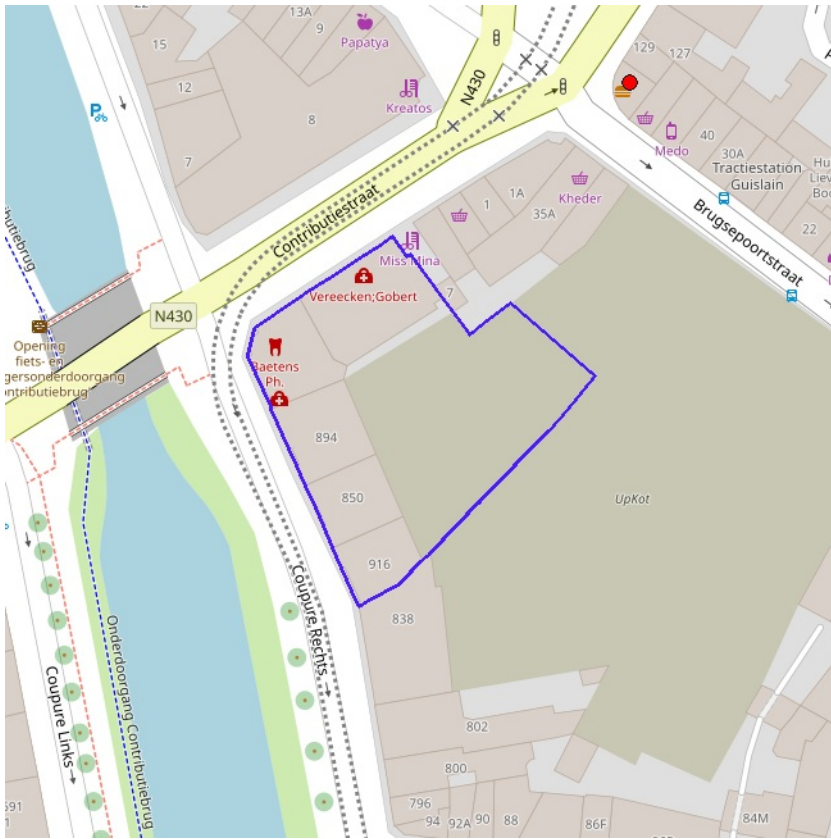 13A
9
Papatya
15
12
Kreatos
8
7
N430
129
127
Medo
40
30A
Tractiestation
Guislain
22
Brugsepoortstraat
Contributiestraat
1A
1
35A
Kheder
Miss Mina
7
Vereecken;Gobert
N430
Opening
fiets- en
gersonderdoorgang
ontributiebrug
Baetens
Ph.
894
850
916
838
UpKot
Coupure Rechts
Coupure Links
Onderdoorgang Contributiebrug
802
800
796
94
92A
90
88
86F
84M